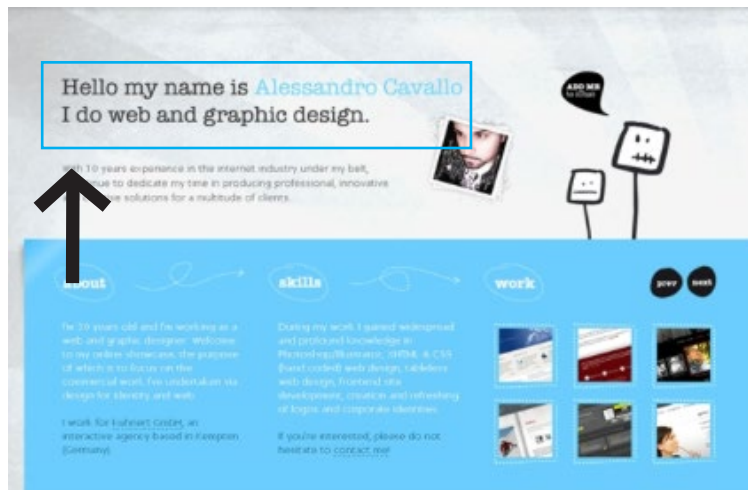 Hello my name is Alessandro Cavallo
I do web and graphic design.
ADD ME
With 10 years experience in the internet industry under my belt,
to dedicate my time in producing professional, innovative
solutions for a multitude of clients.
about
skills
work
prev
next
years old and I'm working as a
web and graphic designer. Welcome
to my online showcase, the purpose
of which is to focus on the
commercial work, I've undertaken via
design for identity and web.
I work for GmbH, an
interactive agency based in Kempten
(Germany).
During my work I gained widespread
and profound knowledge in
Photoshop/Illustrator, xHTML & CSS
(hand coded) web design, tableless
web design, frontend site
development, creation and refreshing
of logos and corporate identities.
If you're interested, please do not
hesitate to contact me!